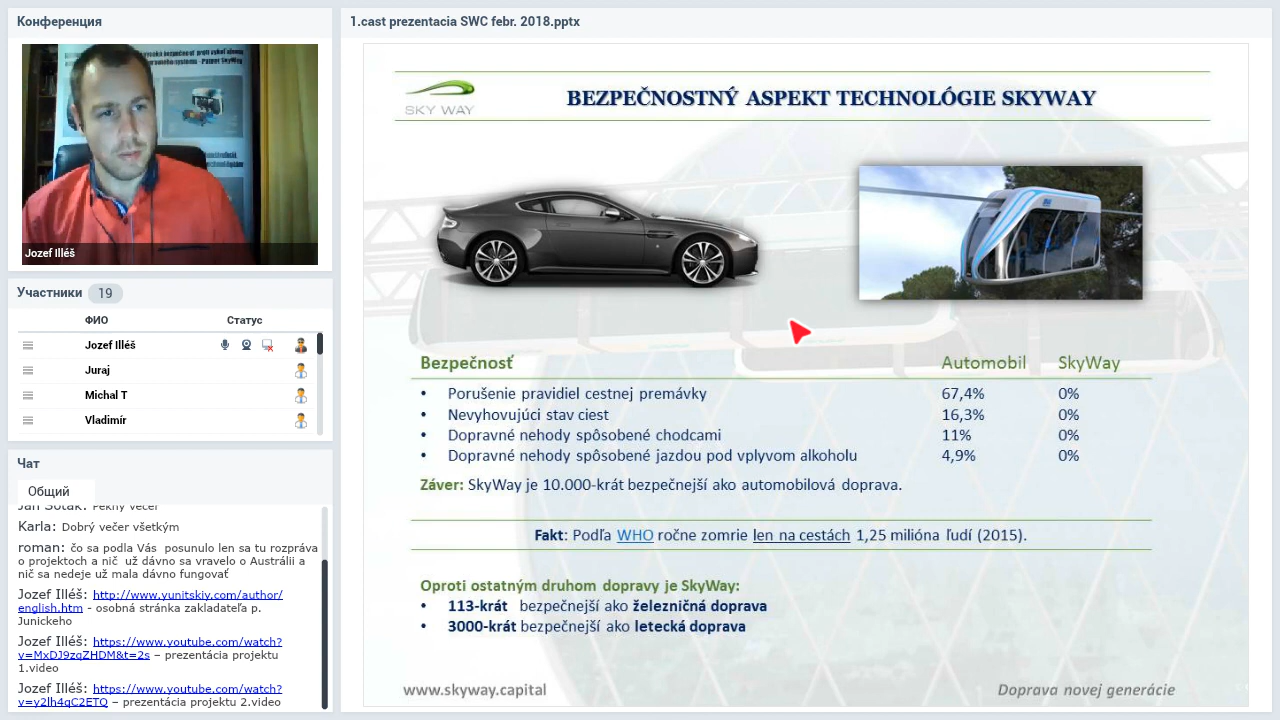 Конференция
Jozef Illéš
Участники 19
ФИО Статус
Jozef Illéš
Juraj
Michal T
Vladimír
Чат
Общий
Ján Soták: Pekný večer
Karla: Dobrý večer všetkým
roman: čo sa podla Vás posunulo len sa tu rozpráva
o projektoch a nič už dávno sa vravelo o Austrálii a
nič sa nedeje už mala dávno fungovať
Jozef Illéš: http://www.yunitskiy.com/author/
english.htm - osobná stránka zakladateľa p.
Junickeho
Jozef Illéš: https://www.youtube.com/watch?
v=MxDJ9zqZHDM&t=2s – prezentácia projektu
1.video
Jozef Illéš: https://www.youtube.com/watch?
v=y2lh4qC2ETQ – prezentácia projektu 2.video
1.cast prezentacia SWC febr. 2018.pptx
SKY WAY
BEZPEČNOSTNÝ ASPEKT TECHNOLÓGIE SKYWAY
Bezpečnosť Automobil SkyWay
• Porušenie pravidiel cestnej premávky 67,4% 0%
• Nevyhovujúci stav ciest 16,3% 0%
• Dopravné nehody spôsobené chodcami 11% 0%
• Dopravné nehody spôsobené jazdou pod vplyvom alkoholu 4,9% 0%
Záver: SkyWay je 10.000-krát bezpečnejší ako automobilová doprava.
Fakt: Podľa WHO ročne zomrie len na cestách 1,25 milióna ľudí (2015).
Oproti ostatným druhom dopravy je SkyWay:
• 113-krát bezpečnejší ako železničná doprava
• 3000-krát bezpečnejší ako letecká doprava
www.skyway.capital Doprava novej generácie